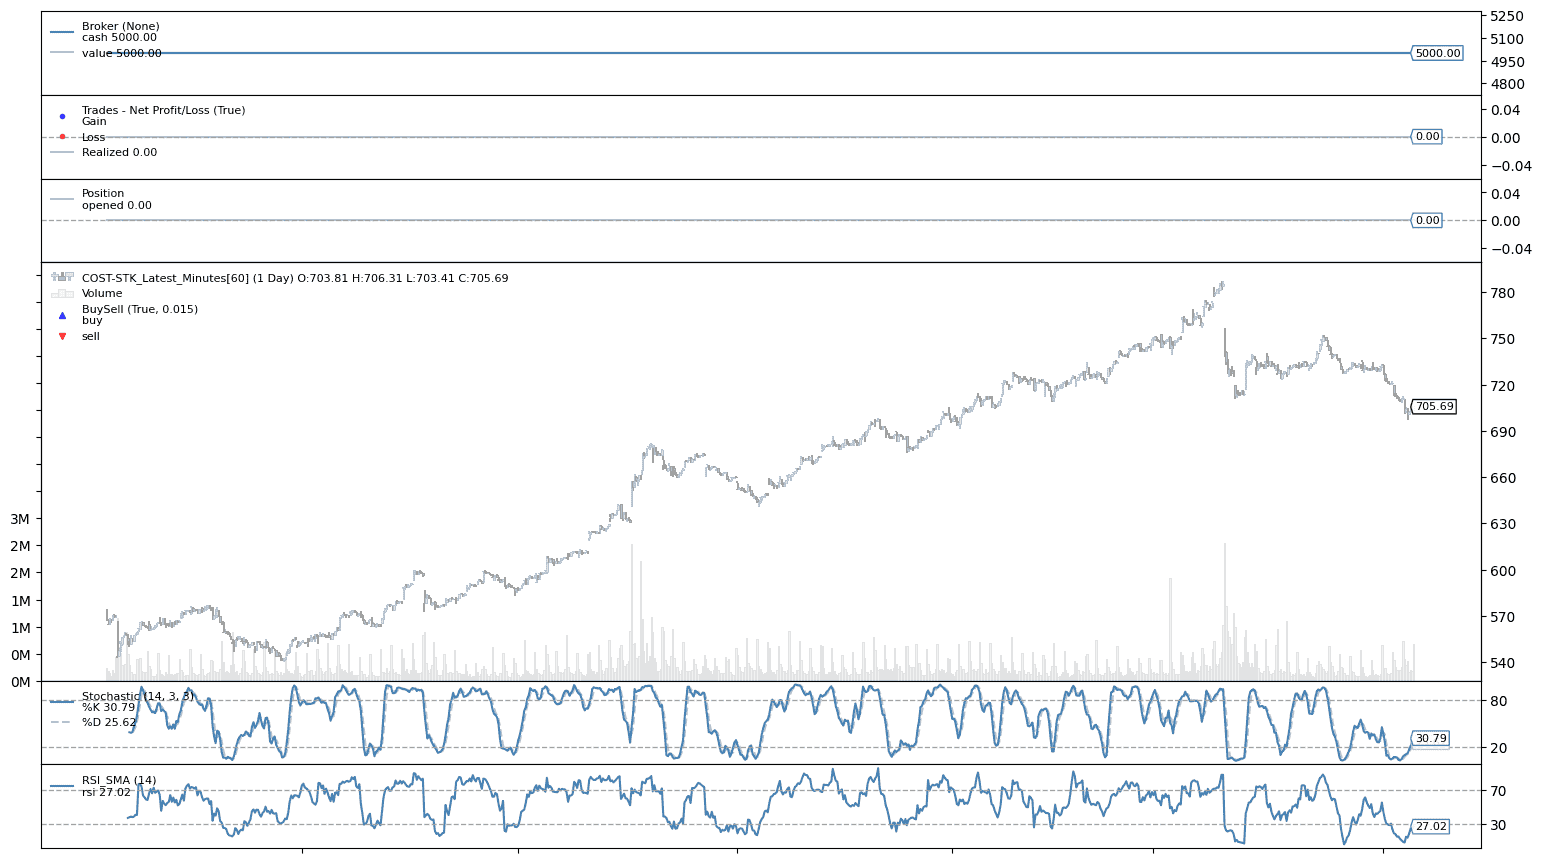 Broker (None)
cash 5000.00
value 5000.00
5250
5100
4950
4800
5000.00
Trades - Net Profit/Loss (True)
Gain
Loss
Realized 0.00
0.04
0.00
−0.04
0.00
Position
opened 0.00
0.04
0.00
−0.04
0.00
COST-STK_Latest_Minutes[60] (1 Day) O:703.81 H:706.31 L:703.41 C:705.69
Volume
BuySell (True, 0.015)
buy
sell
780
750
720
690
660
630
600
570
540
705.69
3M
2M
2M
1M
1M
0M
0M
Stochastic (14, 3, 3)
%K 30.79
%D 25.62
80
20
30.79
RSI_SMA (14)
rsi 27.02
70
30
27.02